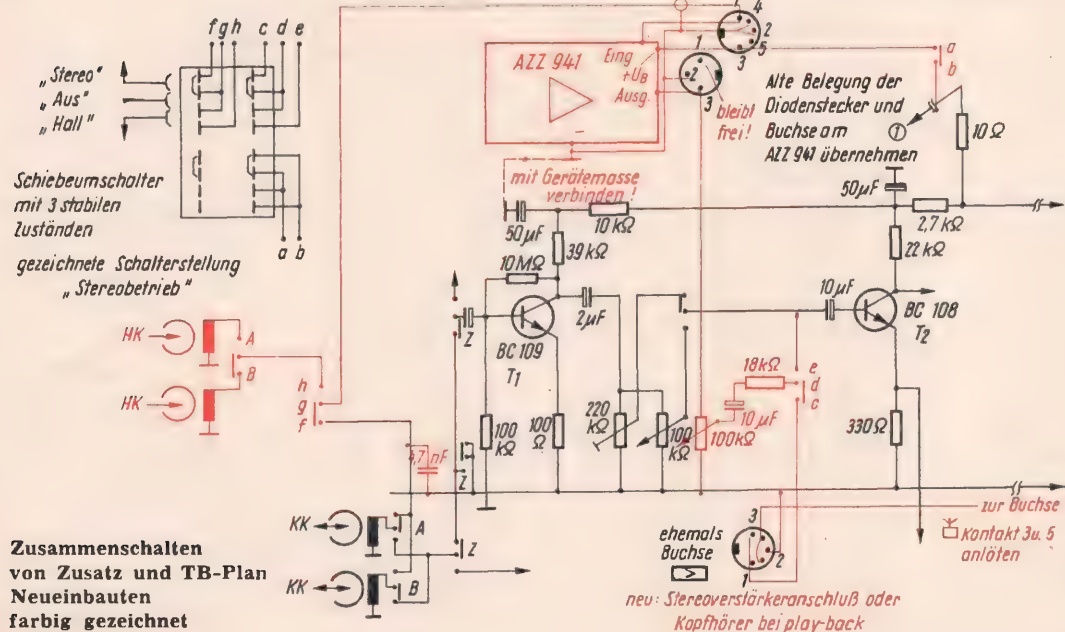 f g h c d e
„Stereo"
„Aus"
„Hall"
Schiebeumschalter
mit 3 stabilen
Zuständen
a b
gezeichnete Schalterstellung
„Stereobetrieb"
AZZ 941
Eing
+UB
Ausg.
–
4
2
5
3
1
2
3
bleibt
frei!
mit Gerätemasse
verbinden!
a
b
Alte Belegung der
Diodenstecker und
Buchse am
AZZ 941 übernehmen
1
10 Ω
50 µF
10 kΩ
50 µF
2,7 kΩ
39 kΩ
22 kΩ
10 MΩ
2 µF
10 µF
BC 109
T1
BC 108
T2
Z
HK
A
B
HK
h
g
f
100
kΩ
100
Ω
220
kΩ
100
kΩ
100 kΩ
18 kΩ
10 µF
e
d
c
330 Ω
4,7 nF
Z
Z
KK
A
KK
B
ehemals
Buchse
3
2
1
zur Buchse
Kontakt 3 u. 5
anlöten
neu: Stereoverstärkeranschluß oder
Kopfhörer bei play-back
Zusammenschalten
von Zusatz und TB-Plan
Neueinbauten
farbig gezeichnet